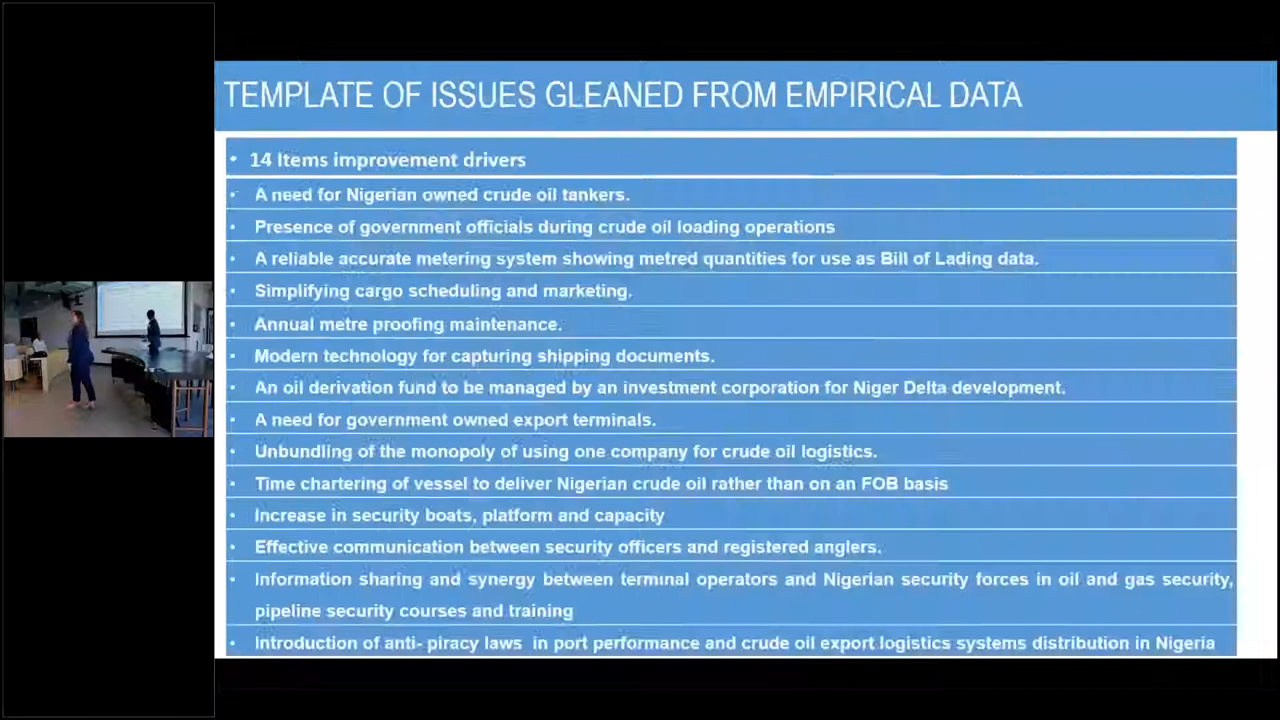 TEMPLATE OF ISSUES GLEANED FROM EMPIRICAL DATA
• 14 Items improvement drivers
• A need for Nigerian owned crude oil tankers.
• Presence of government officials during crude oil loading operations
• A reliable accurate metering system showing metred quantities for use as Bill of Lading data.
• Simplifying cargo scheduling and marketing.
• Annual metre proofing maintenance.
• Modern technology for capturing shipping documents.
• An oil derivation fund to be managed by an investment corporation for Niger Delta development.
• A need for government owned export terminals.
• Unbundling of the monopoly of using one company for crude oil logistics.
• Time chartering of vessel to deliver Nigerian crude oil rather than on an FOB basis
• Increase in security boats, platform and capacity
• Effective communication between security officers and registered anglers.
• Information sharing and synergy between terminal operators and Nigerian security forces in oil and gas security,
pipeline security courses and training
• Introduction of anti- piracy laws in port performance and crude oil export logistics systems distribution in Nigeria